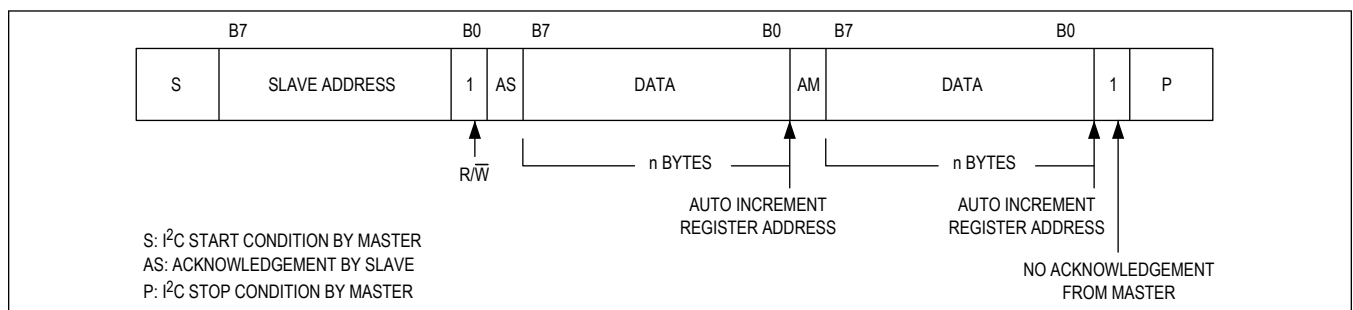 B7 B0 B7 B0 B7 B0
S SLAVE ADDRESS 1 AS DATA AM DATA 1 P
R/W̅ n BYTES n BYTES
AUTO INCREMENT AUTO INCREMENT
REGISTER ADDRESS REGISTER ADDRESS
S: I²C START CONDITION BY MASTER
AS: ACKNOWLEDGEMENT BY SLAVE
P: I²C STOP CONDITION BY MASTER
NO ACKNOWLEDGEMENT
FROM MASTER